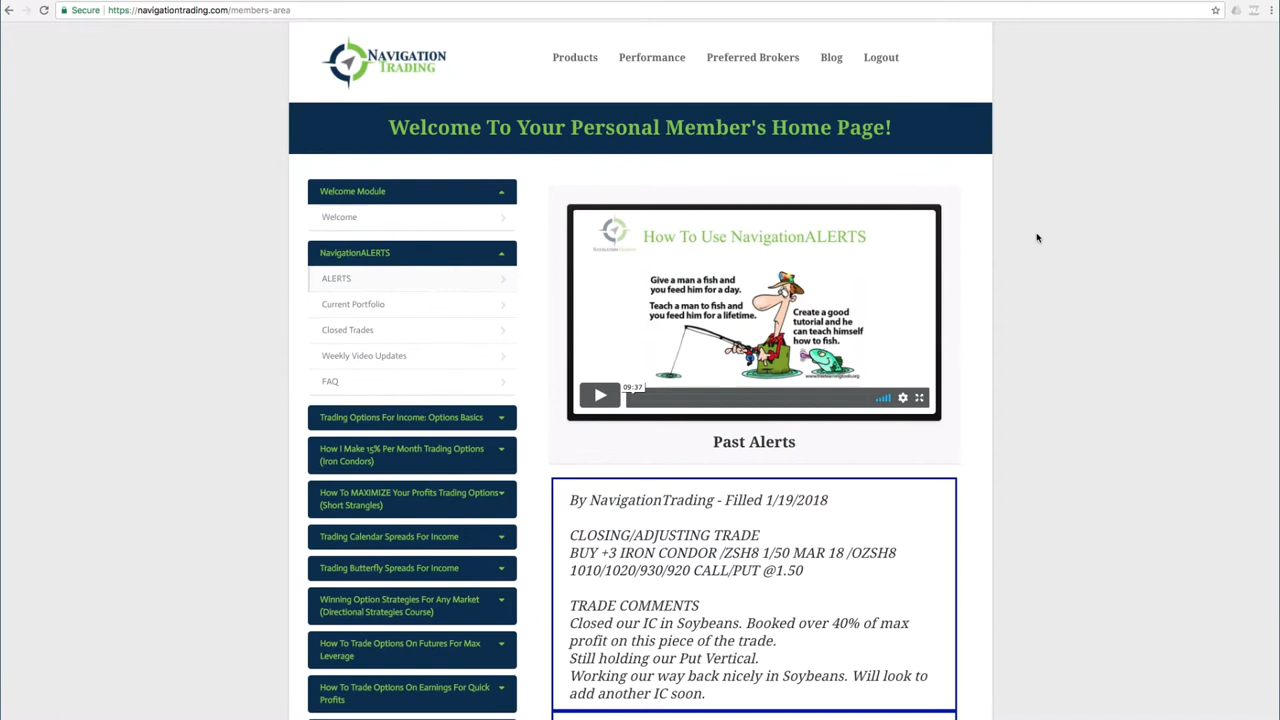 Secure https://navigationtrading.com/members-area
NAVIGATION
TRADING
Products Performance Preferred Brokers Blog Logout
Welcome To Your Personal Member's Home Page!
Welcome Module
Welcome
NavigationALERTS
ALERTS
Current Portfolio
Closed Trades
Weekly Video Updates
FAQ
Trading Options For Income: Options Basics
How I Make 15% Per Month Trading Options
(Iron Condors)
How To MAXIMIZE Your Profits Trading Options
(Short Strangles)
Trading Calendar Spreads For Income
Trading Butterfly Spreads For Income
Winning Option Strategies For Any Market
(Directional Strategies Course)
How To Trade Options On Futures For Max
Leverage
How To Trade Options On Earnings For Quick
Profits
How To Use NavigationALERTS
Give a man a fish and
you feed him for a day.
Teach a man to fish and
you feed him for a lifetime.
Create a good
tutorial and he
can teach himself
how to fish.
09:37
Past Alerts
By NavigationTrading - Filled 1/19/2018
CLOSING/ADJUSTING TRADE
BUY +3 IRON CONDOR /ZSH8 1/50 MAR 18 /OZSH8
1010/1020/930/920 CALL/PUT @1.50
TRADE COMMENTS
Closed our IC in Soybeans. Booked over 40% of max
profit on this piece of the trade.
Still holding our Put Vertical.
Working our way back nicely in Soybeans. Will look to
add another IC soon.